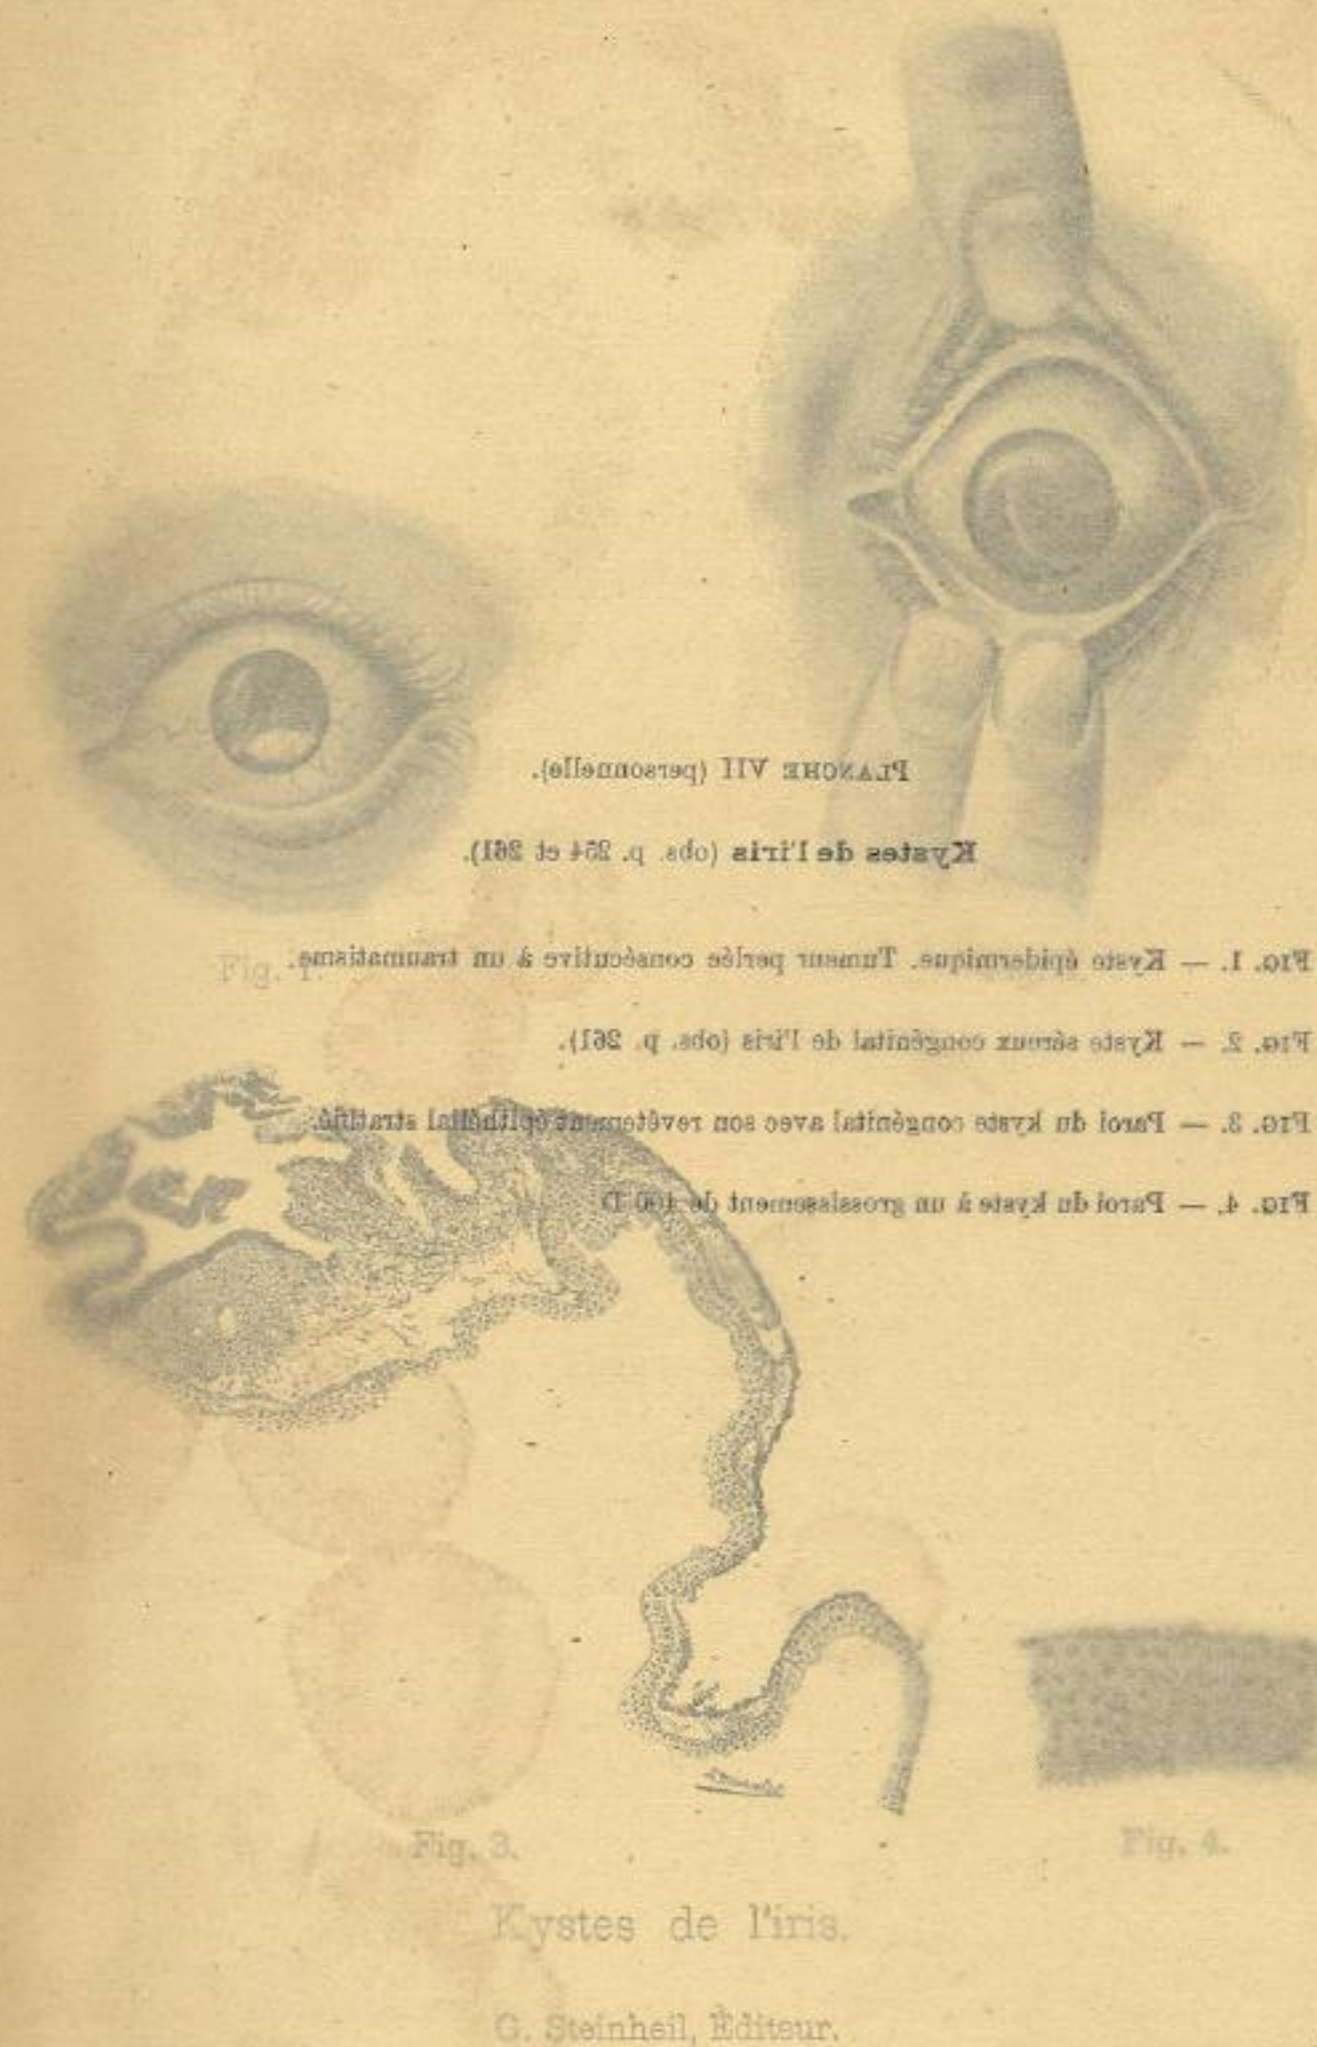 PLANCHE VII (personnelle).
Kystes de l'iris (obs. p. 254 et 261).
FIG. 1. — Kyste épidermique. Tumeur perlée consécutive à un traumatisme.
Fig. 1.
FIG. 2. — Kyste séreux congénital de l'iris (obs. p. 261).
FIG. 3. — Paroi du kyste congénital avec son revêtement épithélial stratifié.
FIG. 4. — Paroi du kyste à un grossissement de 400 D
Fig. 3.
Fig. 4.
Kystes de l'iris.
G. Steinheil, Éditeur.